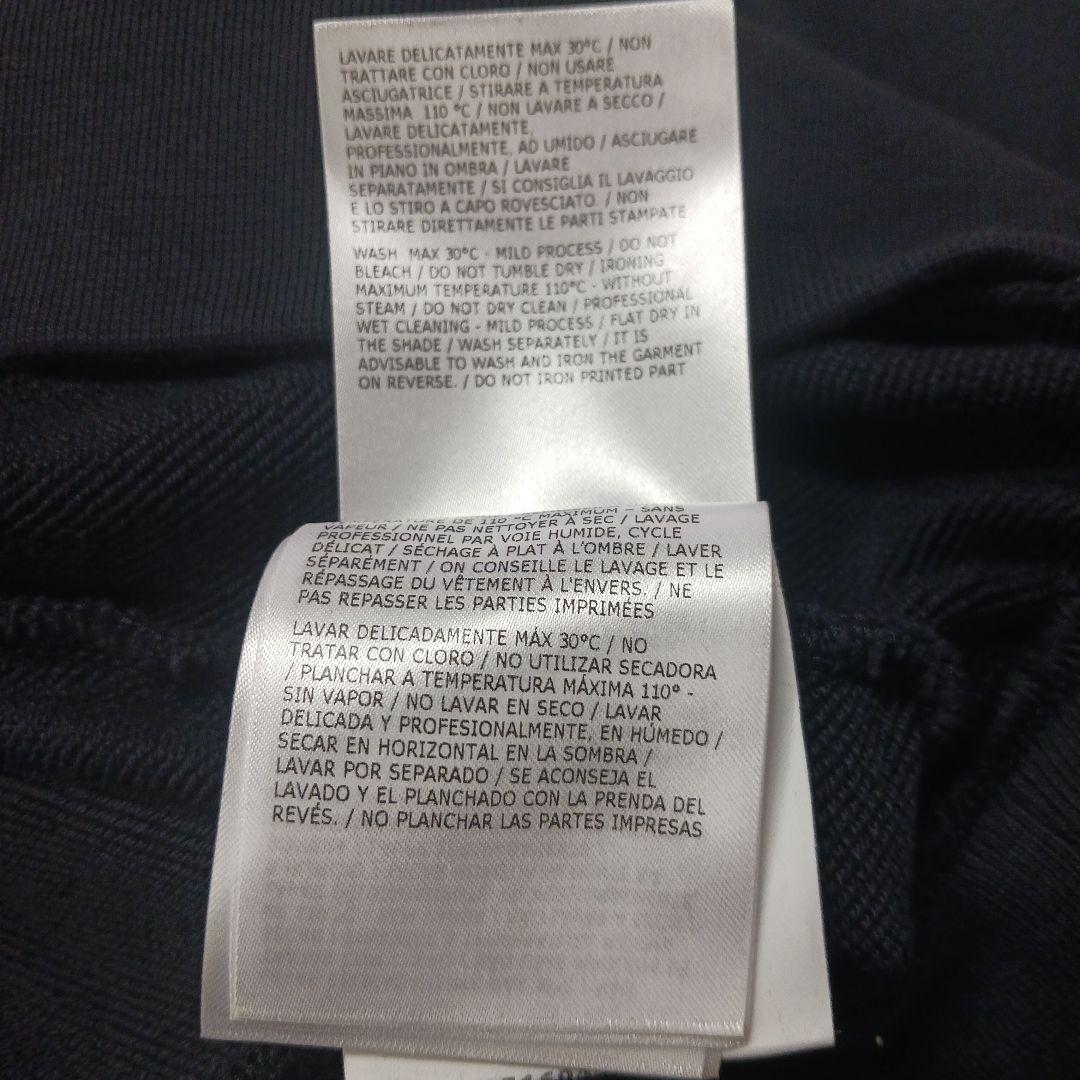 LAVARE DELICATAMENTE MAX 30°C / NON
TRATTARE CON CLORO / NON USARE
ASCIUGATRICE / STIRARE A TEMPERATURA
MASSIMA 110 °C / NON LAVARE A SECCO /
LAVARE DELICATAMENTE,
PROFESSIONALMENTE, AD UMIDO / ASCIUGARE
IN PIANO IN OMBRA / LAVARE
SEPARATAMENTE / SI CONSIGLIA IL LAVAGGIO
E LO STIRO A CAPO ROVESCIATO. / NON
STIRARE DIRETTAMENTE LE PARTI STAMPATE
WASH MAX 30°C - MILD PROCESS / DO NOT
BLEACH / DO NOT TUMBLE DRY / IRONING
MAXIMUM TEMPERATURE 110°C - WITHOUT
STEAM / DO NOT DRY CLEAN / PROFESSIONAL
WET CLEANING - MILD PROCESS / FLAT DRY IN
THE SHADE / WASH SEPARATELY / IT IS
ADVISABLE TO WASH AND IRON THE GARMENT
ON REVERSE. / DO NOT IRON PRINTED PART
DE 110 °C MAXIMUM - SANS
VAPEUR / NE PAS NETTOYER À SEC / LAVAGE
PROFESSIONNEL PAR VOIE HUMIDE, CYCLE
DÉLICAT / SÉCHAGE À PLAT À L'OMBRE / LAVER
SÉPARÉMENT / ON CONSEILLE LE LAVAGE ET LE
RÉPASSAGE DU VÊTEMENT À L'ENVERS. / NE
PAS REPASSER LES PARTIES IMPRIMÉES
LAVAR DELICADAMENTE MÁX 30°C / NO
TRATAR CON CLORO / NO UTILIZAR SECADORA
/ PLANCHAR A TEMPERATURA MÁXIMA 110° -
SIN VAPOR / NO LAVAR EN SECO / LAVAR
DELICADA Y PROFESIONALMENTE, EN HÚMEDO /
SECAR EN HORIZONTAL EN LA SOMBRA /
LAVAR POR SEPARADO / SE ACONSEJA EL
LAVADO Y EL PLANCHADO CON LA PRENDA DEL
REVÉS. / NO PLANCHAR LAS PARTES IMPRESAS